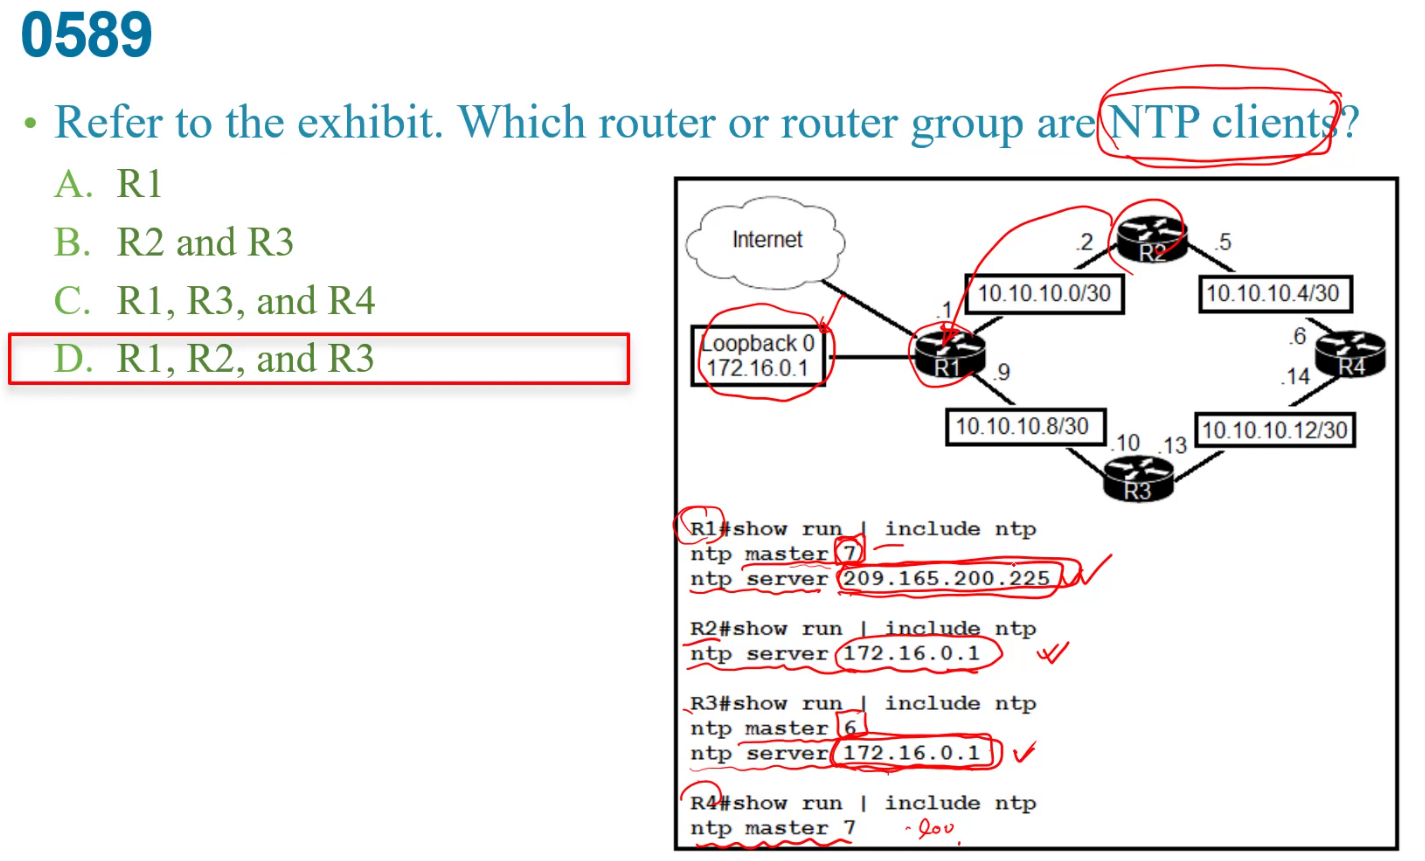 0589
• Refer to the exhibit. Which router or router group are NTP clients?
A. R1
B. R2 and R3
C. R1, R3, and R4
D. R1, R2, and R3
Internet
R2
.2
.5
10.10.10.0/30
10.10.10.4/30
.1
Loopback 0
172.16.0.1
R1
.6
R4
.9
.14
10.10.10.8/30
10.10.10.12/30
.10
.13
R3
R1#show run | include ntp
ntp master 7
ntp server 209.165.200.225
R2#show run | include ntp
ntp server 172.16.0.1
R3#show run | include ntp
ntp master 6
ntp server 172.16.0.1
R4#show run | include ntp
ntp master 7